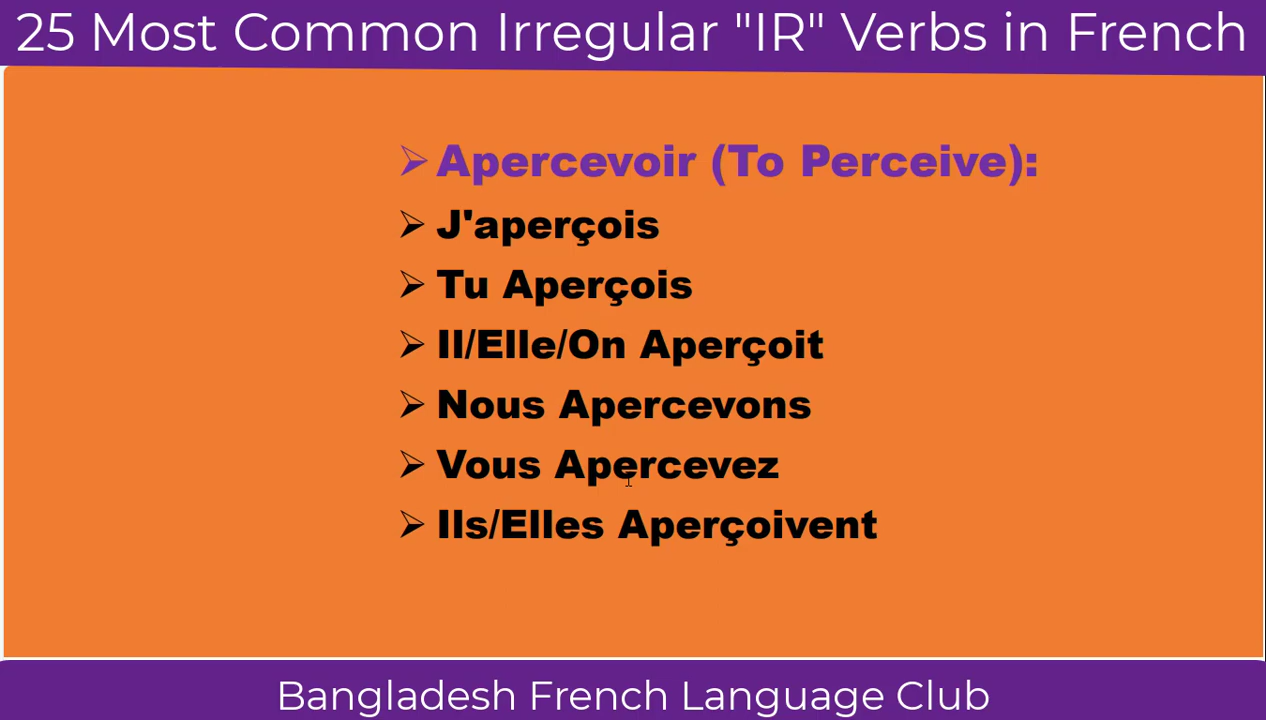 25 Most Common Irregular "IR" Verbs in French
Apercevoir (To Perceive):
J'aperçois
Tu Aperçois
Il/Elle/On Aperçoit
Nous Apercevons
Vous Apercevez
Ils/Elles Aperçoivent
Bangladesh French Language Club